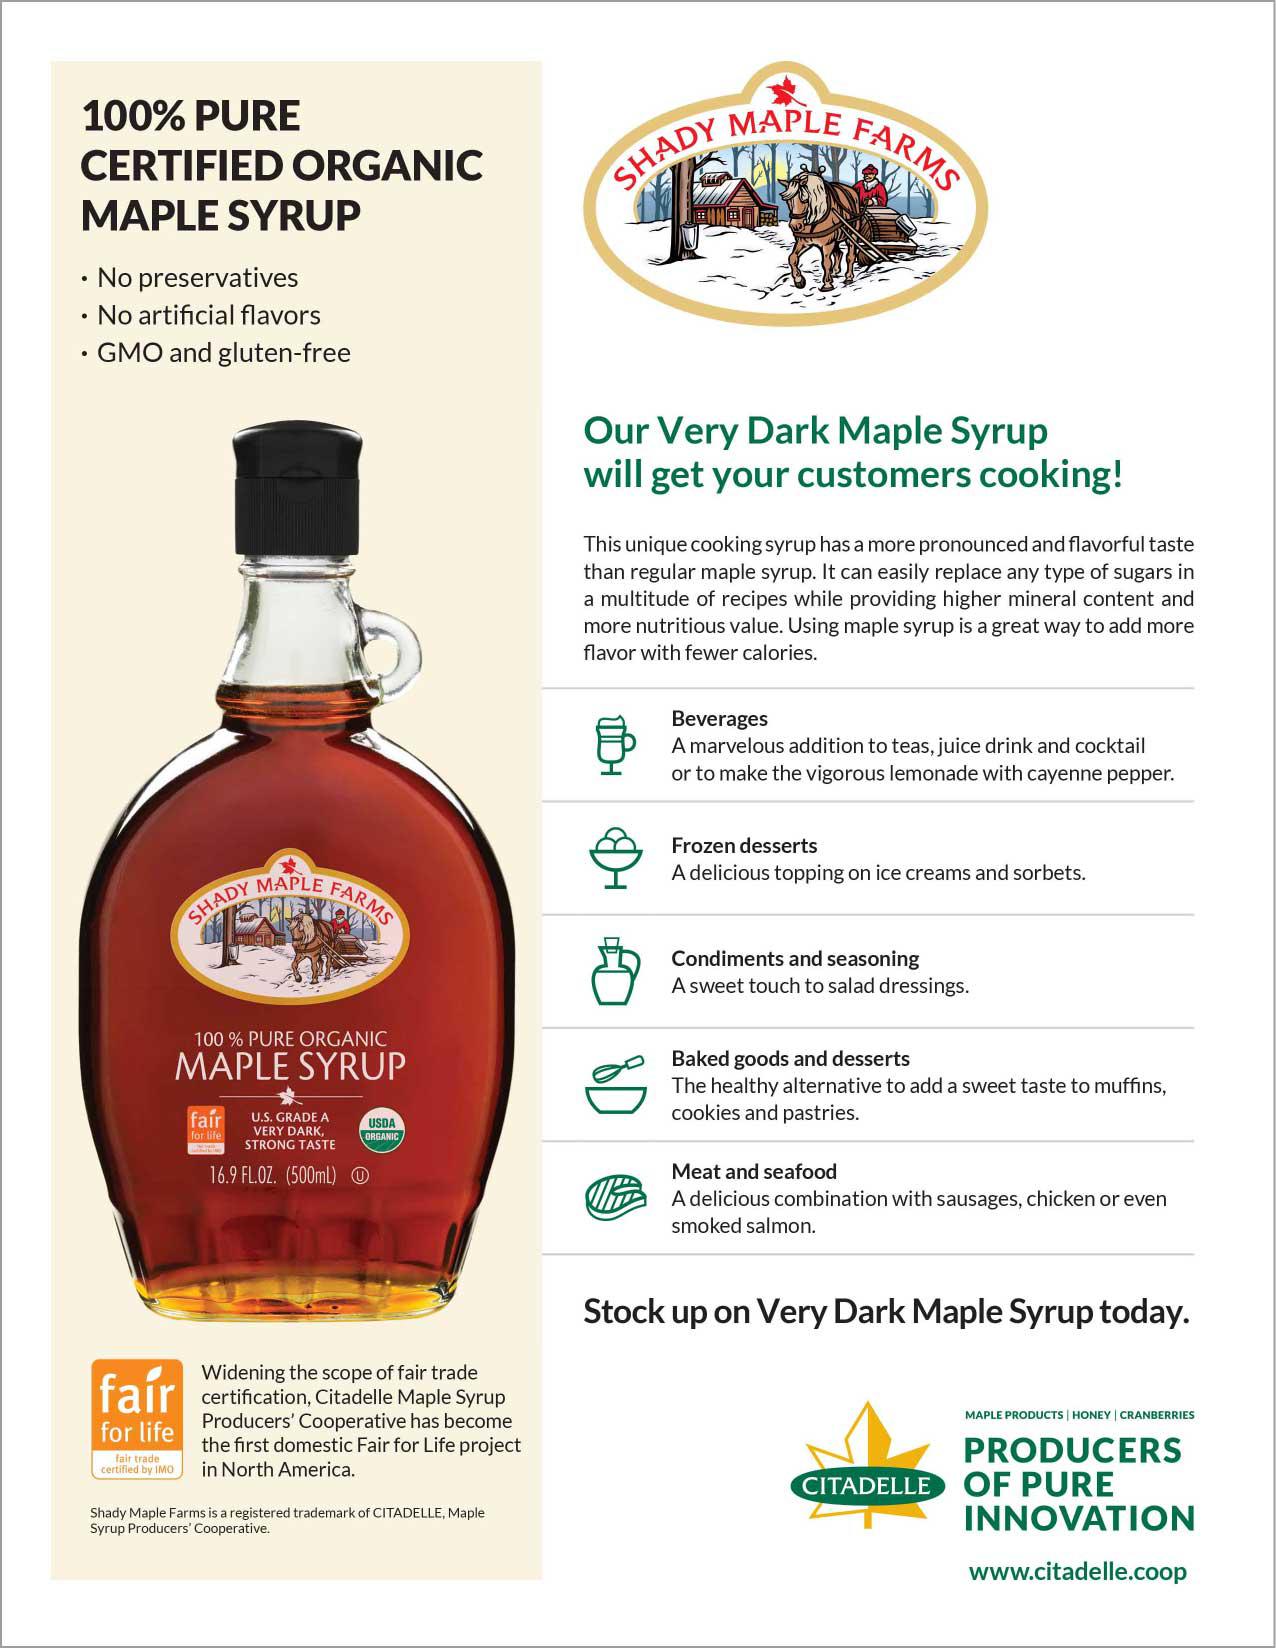 100% PURE
CERTIFIED ORGANIC
MAPLE SYRUP
· No preservatives
· No artificial flavors
· GMO and gluten-free
SHADY MAPLE FARMS
100 % PURE ORGANIC
MAPLE SYRUP
fair
for life
fair trade
certified by IMO
U.S. GRADE A
VERY DARK,
STRONG TASTE
USDA
ORGANIC
16.9 FL.OZ. (500mL) U
fair
for life
fair trade
certified by IMO
Widening the scope of fair trade
certification, Citadelle Maple Syrup
Producers’ Cooperative has become
the first domestic Fair for Life project
in North America.
Shady Maple Farms is a registered trademark of CITADELLE, Maple
Syrup Producers’ Cooperative.
SHADY MAPLE FARMS
Our Very Dark Maple Syrup
will get your customers cooking!
This unique cooking syrup has a more pronounced and flavorful taste
than regular maple syrup. It can easily replace any type of sugars in
a multitude of recipes while providing higher mineral content and
more nutritious value. Using maple syrup is a great way to add more
flavor with fewer calories.
Beverages
A marvelous addition to teas, juice drink and cocktail
or to make the vigorous lemonade with cayenne pepper.
Frozen desserts
A delicious topping on ice creams and sorbets.
Condiments and seasoning
A sweet touch to salad dressings.
Baked goods and desserts
The healthy alternative to add a sweet taste to muffins,
cookies and pastries.
Meat and seafood
A delicious combination with sausages, chicken or even
smoked salmon.
Stock up on Very Dark Maple Syrup today.
CITADELLE
MAPLE PRODUCTS | HONEY | CRANBERRIES
PRODUCERS
OF PURE
INNOVATION
www.citadelle.coop